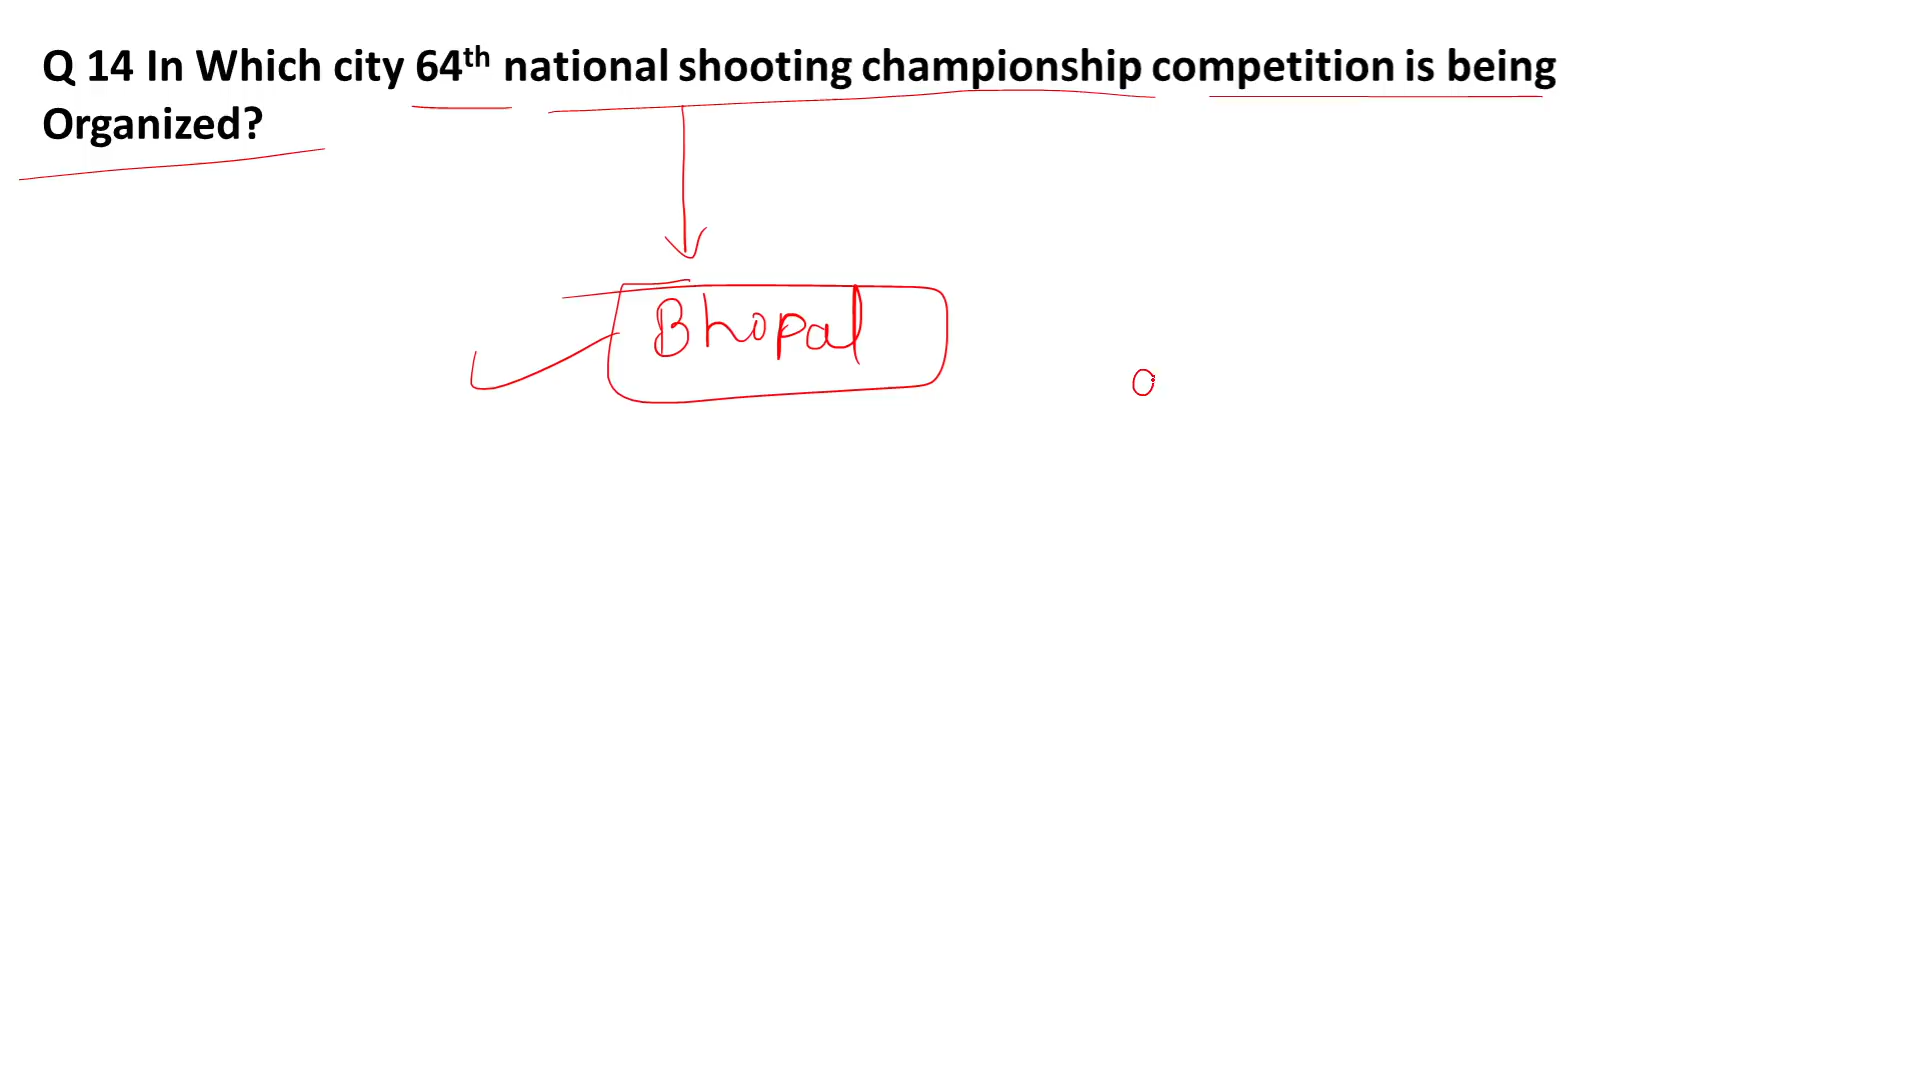 Q 14 In Which city 64th national shooting championship competition is being
Organized?
Bhopal